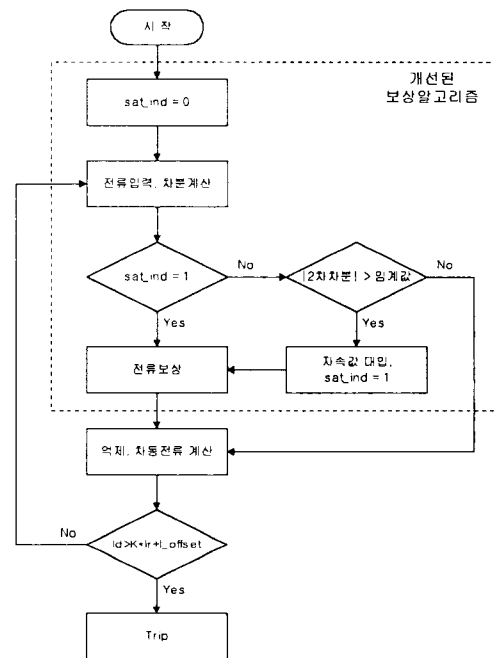 시 작
개선된
보상알고리즘
sat_ind = 0
전류입력, 차분계산
sat_ind = 1
No
|2차차분| > 임계값
No
Yes
Yes
전류보상
자속값 대입,
sat_ind = 1
억제, 차동전류 계산
No
Id>K*Ir+I_offset
Yes
Trip